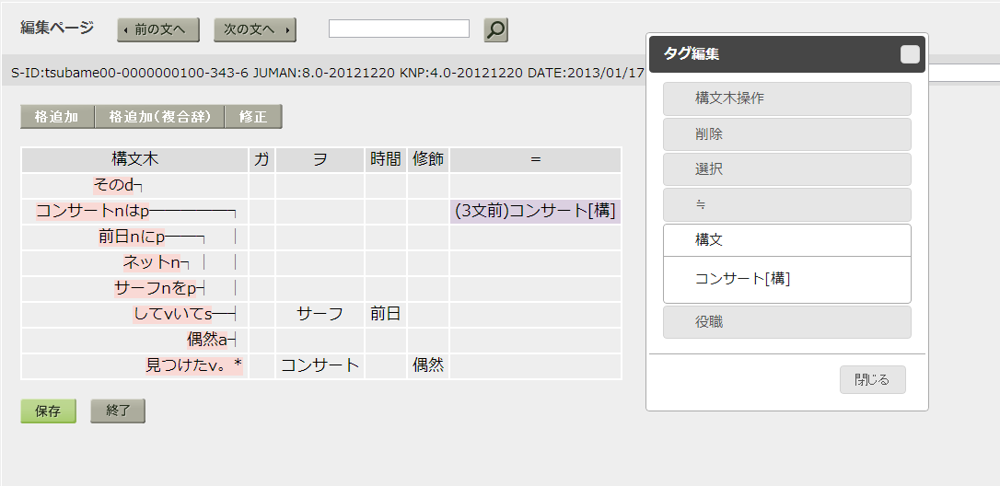 編集ページ 前の文へ 次の文へ
S-ID:tsubame00-0000000100-343-6 JUMAN:8.0-20121220 KNP:4.0-20121220 DATE:2013/01/17
格追加 格追加(複合辞) 修正
構文木 ガ ヲ 時間 修飾 =
そのd┐
コンサートnはp──────┐ (3文前)コンサート[構]
前日nにp───┐ │
ネットn┐│ │
サーフnをp┤ │
してvいてs──┤ サーフ 前日
偶然a┤
見つけたv。* コンサート 偶然
保存 終了
タグ編集
構文木操作
削除
選択
≒
構文
コンサート[構]
役職
閉じる